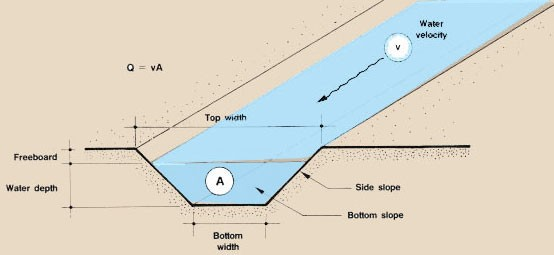 Water
velocity
v
Q = vA
Top width
Freeboard
A
Water depth
Side slope
Bottom slope
Bottom
width